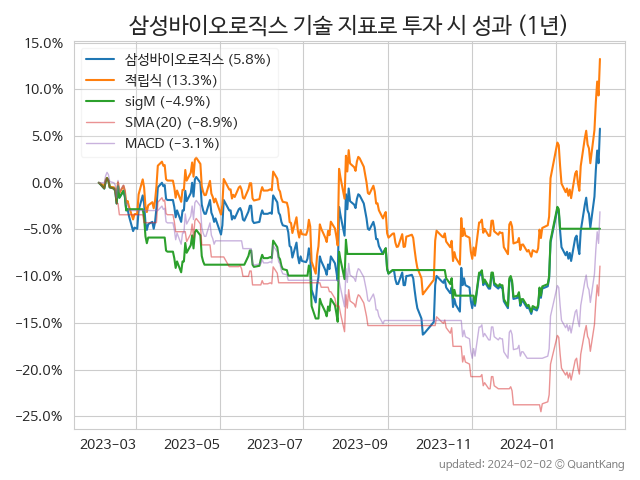 삼성바이오로직스 기술 지표로 투자 시 성과 (1년)
15.0%
10.0%
5.0%
0.0%
−5.0%
−10.0%
−15.0%
−20.0%
−25.0%
삼성바이오로직스 (5.8%)
적립식 (13.3%)
sigM (−4.9%)
SMA(20) (−8.9%)
MACD (−3.1%)
2023-03 2023-05 2023-07 2023-09 2023-11 2024-01
updated: 2024-02-02 © QuantKang